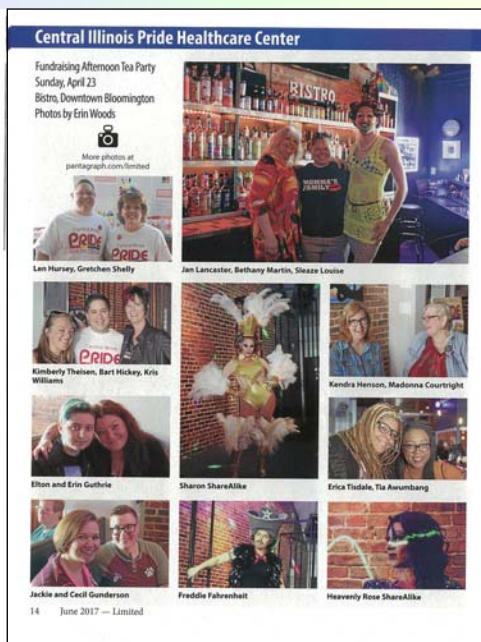 Central Illinois Pride Healthcare Center
Fundraising Afternoon Tea Party
Sunday, April 23
Bistro, Downtown Bloomington
Photos by Erin Woods
More photos at
pantagraph.com/limited
BISTRO
MOMMA'S
FAMILY
PRIDE
PRIDE
Len Hursey, Gretchen Shelly
Jan Lancaster, Bethany Martin, Sleaze Louise
PRIDE
Kimberly Theisen, Bart Hickey, Kris
Williams
Kendra Henson, Madonna Courtright
Elton and Erin Guthrie
Sharon ShareAlike
Erica Tisdale, Tia Awumbang
Jackie and Cecil Gunderson
Freddie Fahrenheit
Heavenly Rose ShareAlike
14 June 2017 — Limited